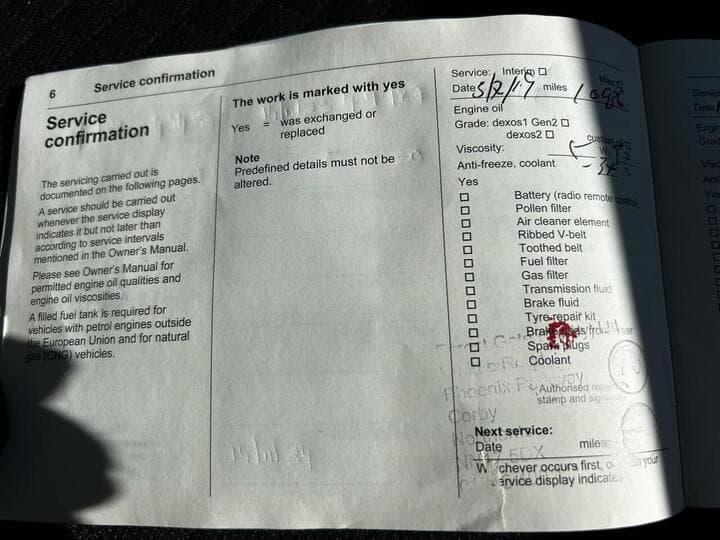 6
Service confirmation
Service
confirmation
The servicing carried out is
documented on the following pages.
A service should be carried out
whenever the service display
indicates it but not later than
according to service intervals
mentioned in the Owner's Manual.
Please see Owner's Manual for
permitted engine oil qualities and
engine oil viscosities.
A filled fuel tank is required for
vehicles with petrol engines outside
the European Union and for natural
gas (CNG) vehicles.
The work is marked with yes
Yes = was exchanged or
replaced
Note
Predefined details must not be
altered.
Service: Interim □ Main □
Date 5/2/19 miles
Engine oil
Grade: dexos1 Gen2 □
dexos2 □
Viscosity:
Anti-freeze, coolant
Yes
□ Battery (radio remote control)
□ Pollen filter
□ Air cleaner element
□ Ribbed V-belt
□ Toothed belt
□ Fuel filter
□ Gas filter
□ Transmission fluid
□ Brake fluid
□ Tyre repair kit
□ Brake
□ Spark plugs
□ Coolant
Phoenix
Corby
Authorised
stamp and
Next service:
Date
Whichever occurs first, or
service display indicates